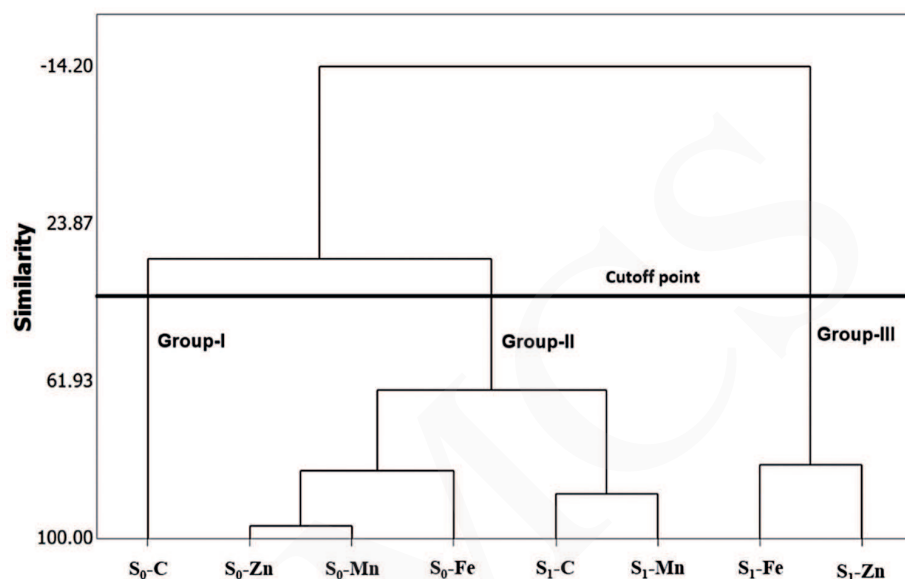 -14.20
23.87
Similarity
Cutoff point
Group-I
Group-II
Group-III
61.93
100.00
S₀-C S₀-Zn S₀-Mn S₀-Fe S₁-C S₁-Mn S₁-Fe S₁-Zn